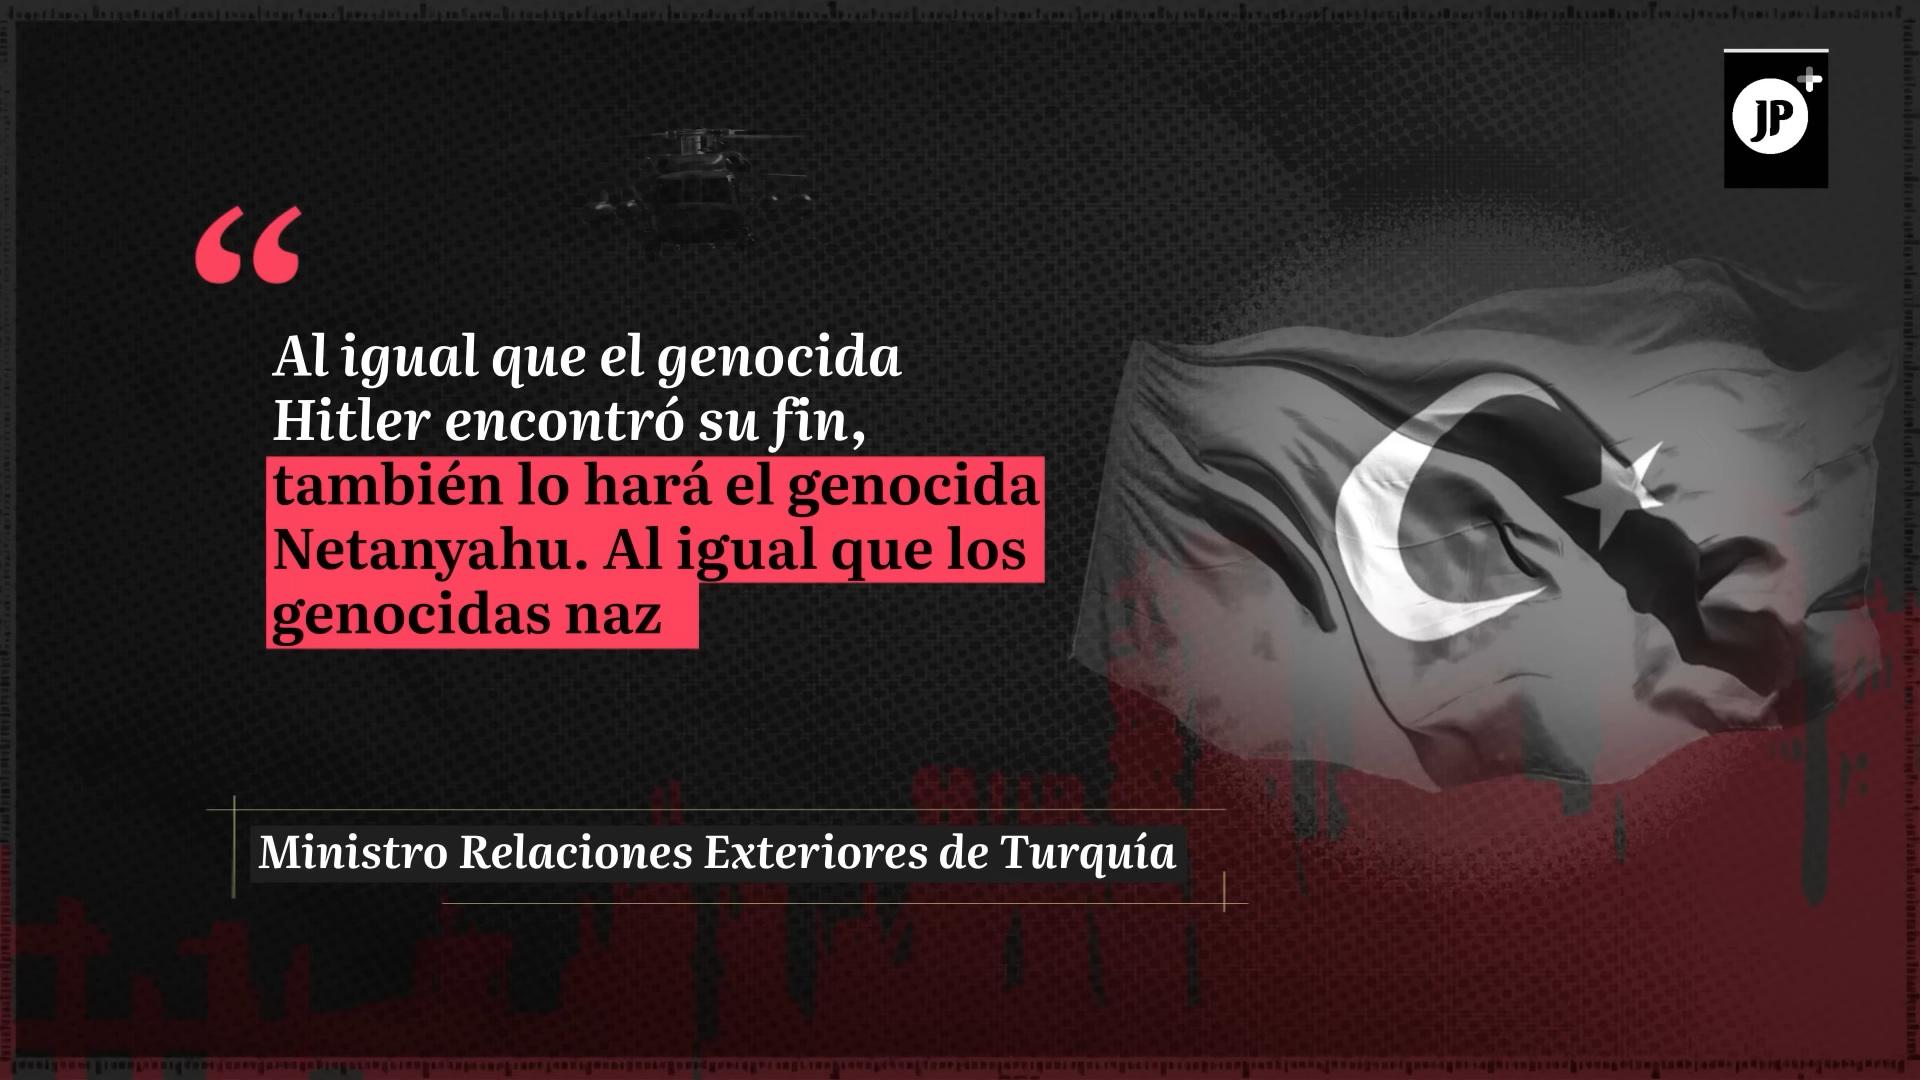 JP+
“
Al igual que el genocida
Hitler encontró su fin,
también lo hará el genocida
Netanyahu. Al igual que los
genocidas naz
Ministro Relaciones Exteriores de Turquía